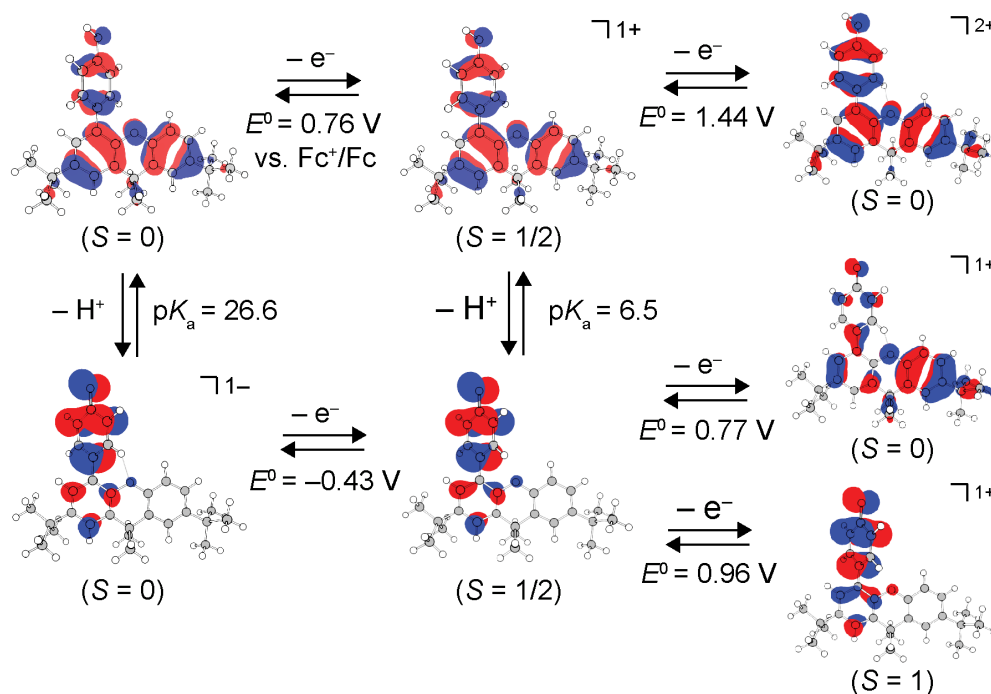 – e⁻
E⁰ = 0.76 V
vs. Fc⁺/Fc
(S = 0)
]1+
(S = 1/2)
– e⁻
E⁰ = 1.44 V
]2+
(S = 0)
– H⁺
pKa = 26.6
– H⁺
pKa = 6.5
]1–
(S = 0)
– e⁻
E⁰ = –0.43 V
(S = 1/2)
– e⁻
E⁰ = 0.77 V
]1+
(S = 0)
– e⁻
E⁰ = 0.96 V
]1+
(S = 1)